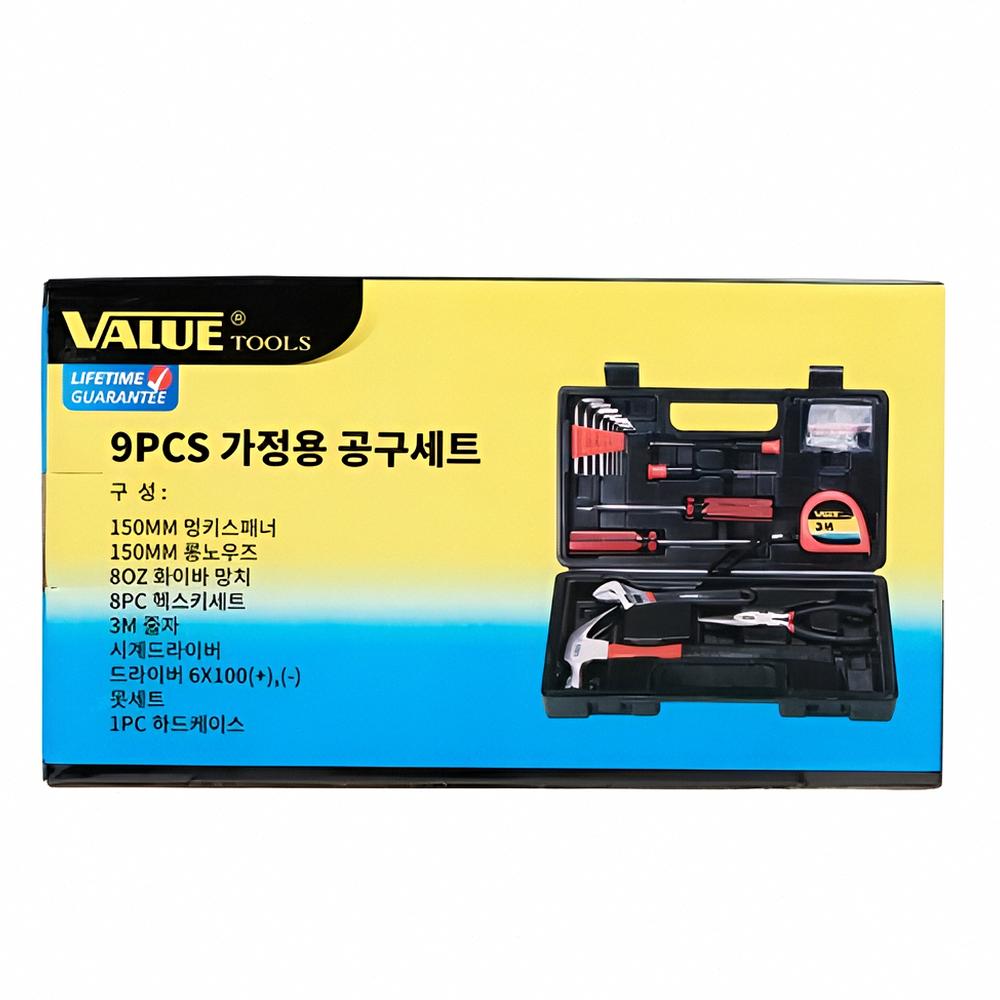 VALUE® TOOLS
LIFETIME
GUARANTEE
9PCS 가정용 공구세트
구 성 :
150MM 멍키스패너
150MM 롱노우즈
8OZ 화이바 망치
8PC 헥스키세트
3M 줄자
시계드라이버
드라이버 6X100(+),(-)
못세트
1PC 하드케이스
VALUE
3M